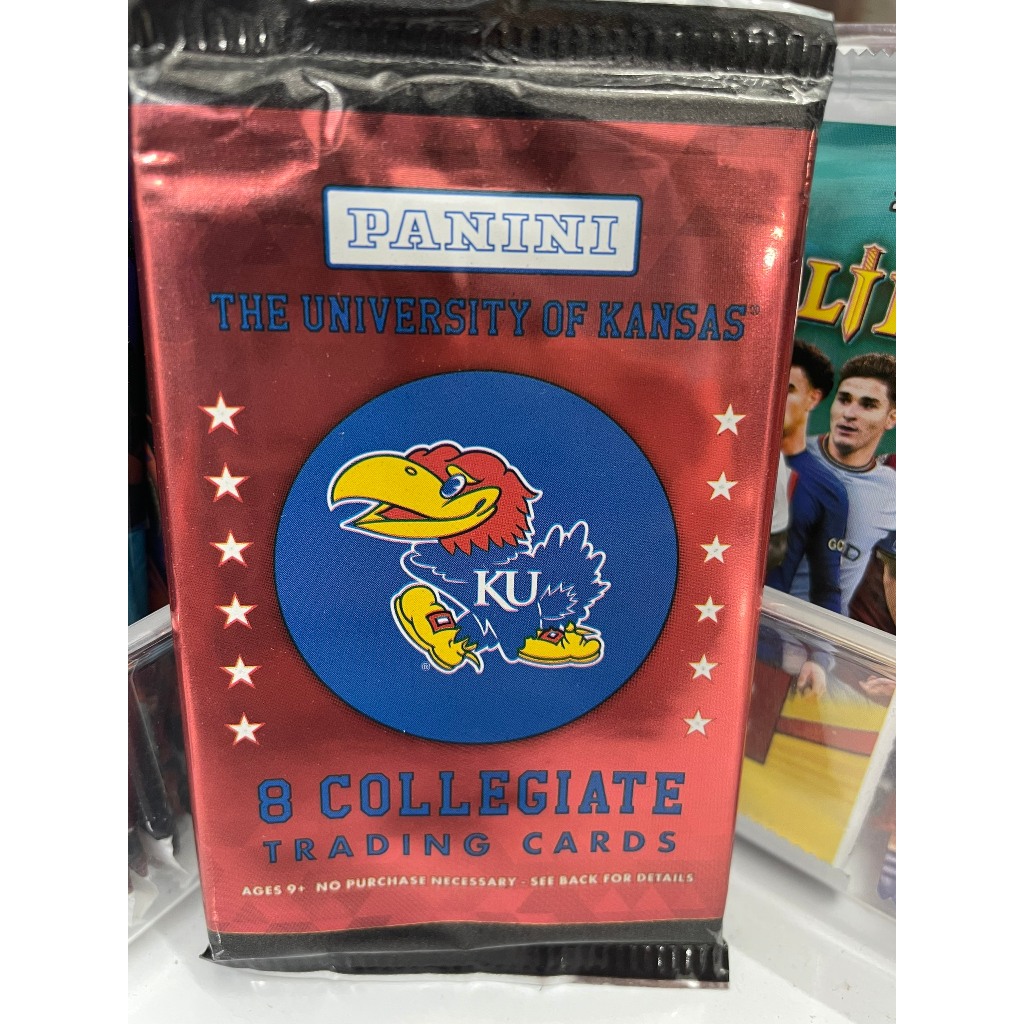 PANINI
THE UNIVERSITY OF KANSAS®
KU
®
8 COLLEGIATE
TRADING CARDS
AGES 9+ NO PURCHASE NECESSARY - SEE BACK FOR DETAILS